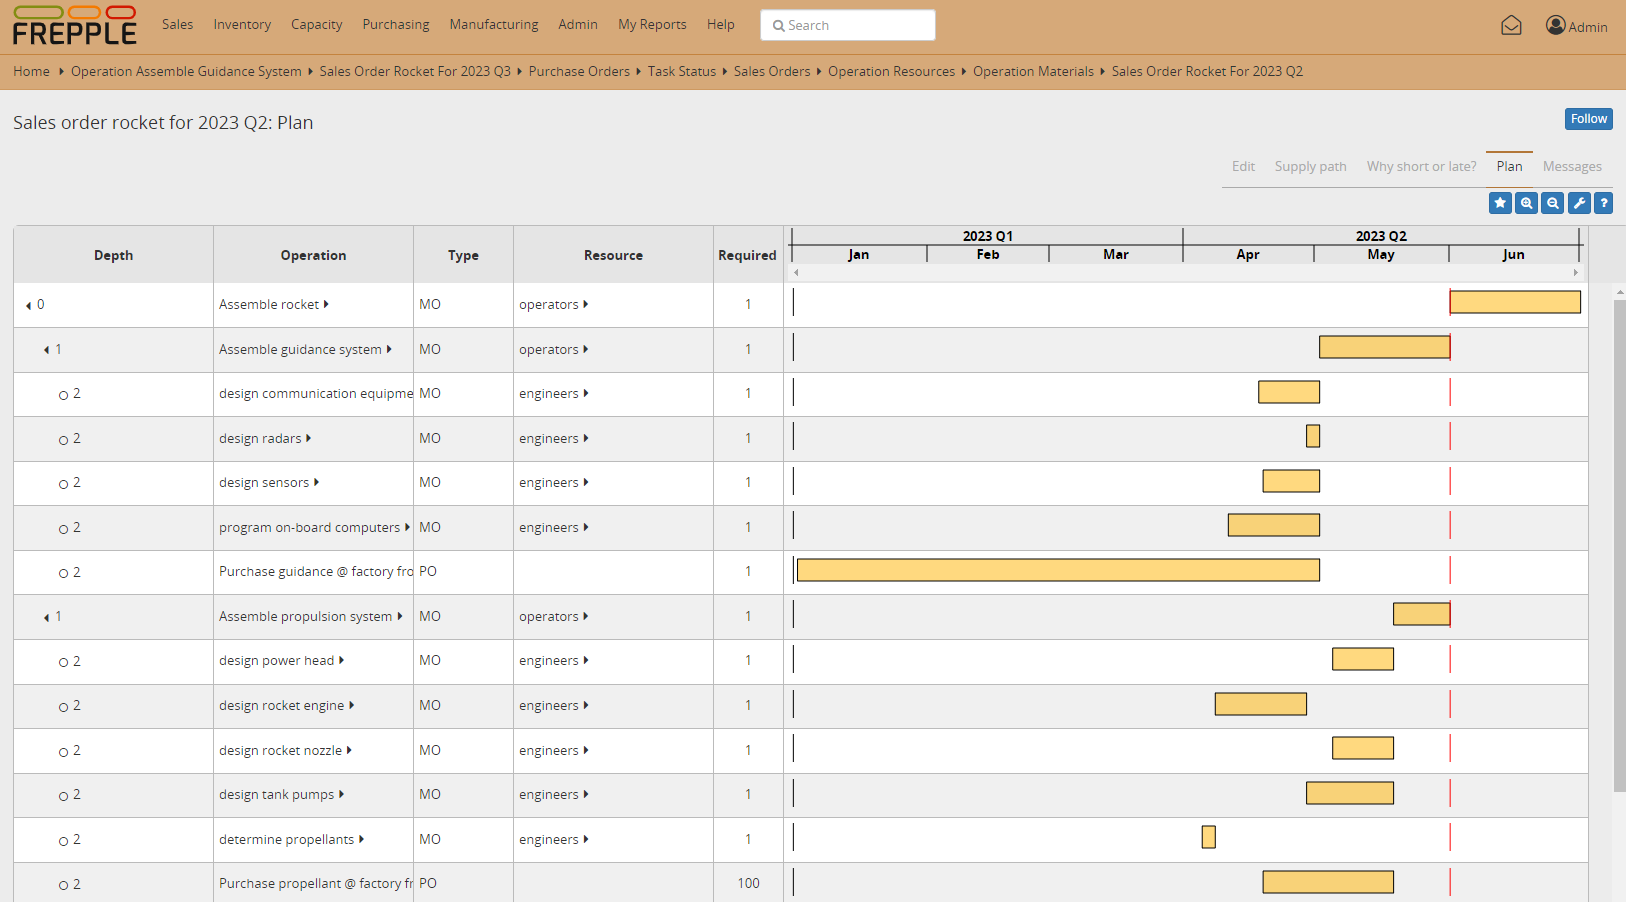 FREPPLE
Sales Inventory Capacity Purchasing Manufacturing Admin My Reports Help Search Admin
Home Operation Assemble Guidance System Sales Order Rocket For 2023 Q3 Purchase Orders Task Status Sales Orders Operation Resources Operation Materials Sales Order Rocket For 2023 Q2
Sales order rocket for 2023 Q2: Plan
Follow
Edit Supply path Why short or late? Plan Messages
?
2023 Q1 2023 Q2
Depth Operation Type Resource Required Jan Feb Mar Apr May Jun
0 Assemble rocket MO operators 1
1 Assemble guidance system MO operators 1
2 design communication equipme MO engineers 1
2 design radars MO engineers 1
2 design sensors MO engineers 1
2 program on-board computers MO engineers 1
2 Purchase guidance @ factory fro PO 1
1 Assemble propulsion system MO operators 1
2 design power head MO engineers 1
2 design rocket engine MO engineers 1
2 design rocket nozzle MO engineers 1
2 design tank pumps MO engineers 1
2 determine propellants MO engineers 1
2 Purchase propellant @ factory fr PO 100